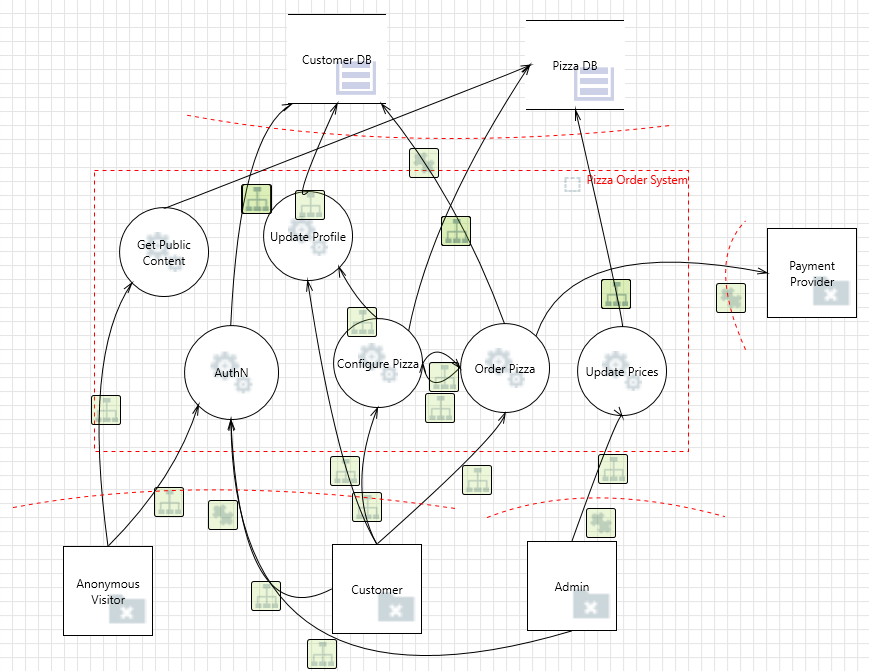 Customer DB
Pizza DB
Pizza Order System
Get Public
Content
Update Profile
Payment
Provider
AuthN
Configure Pizza
Order Pizza
Update Prices
Anonymous
Visitor
Customer
Admin